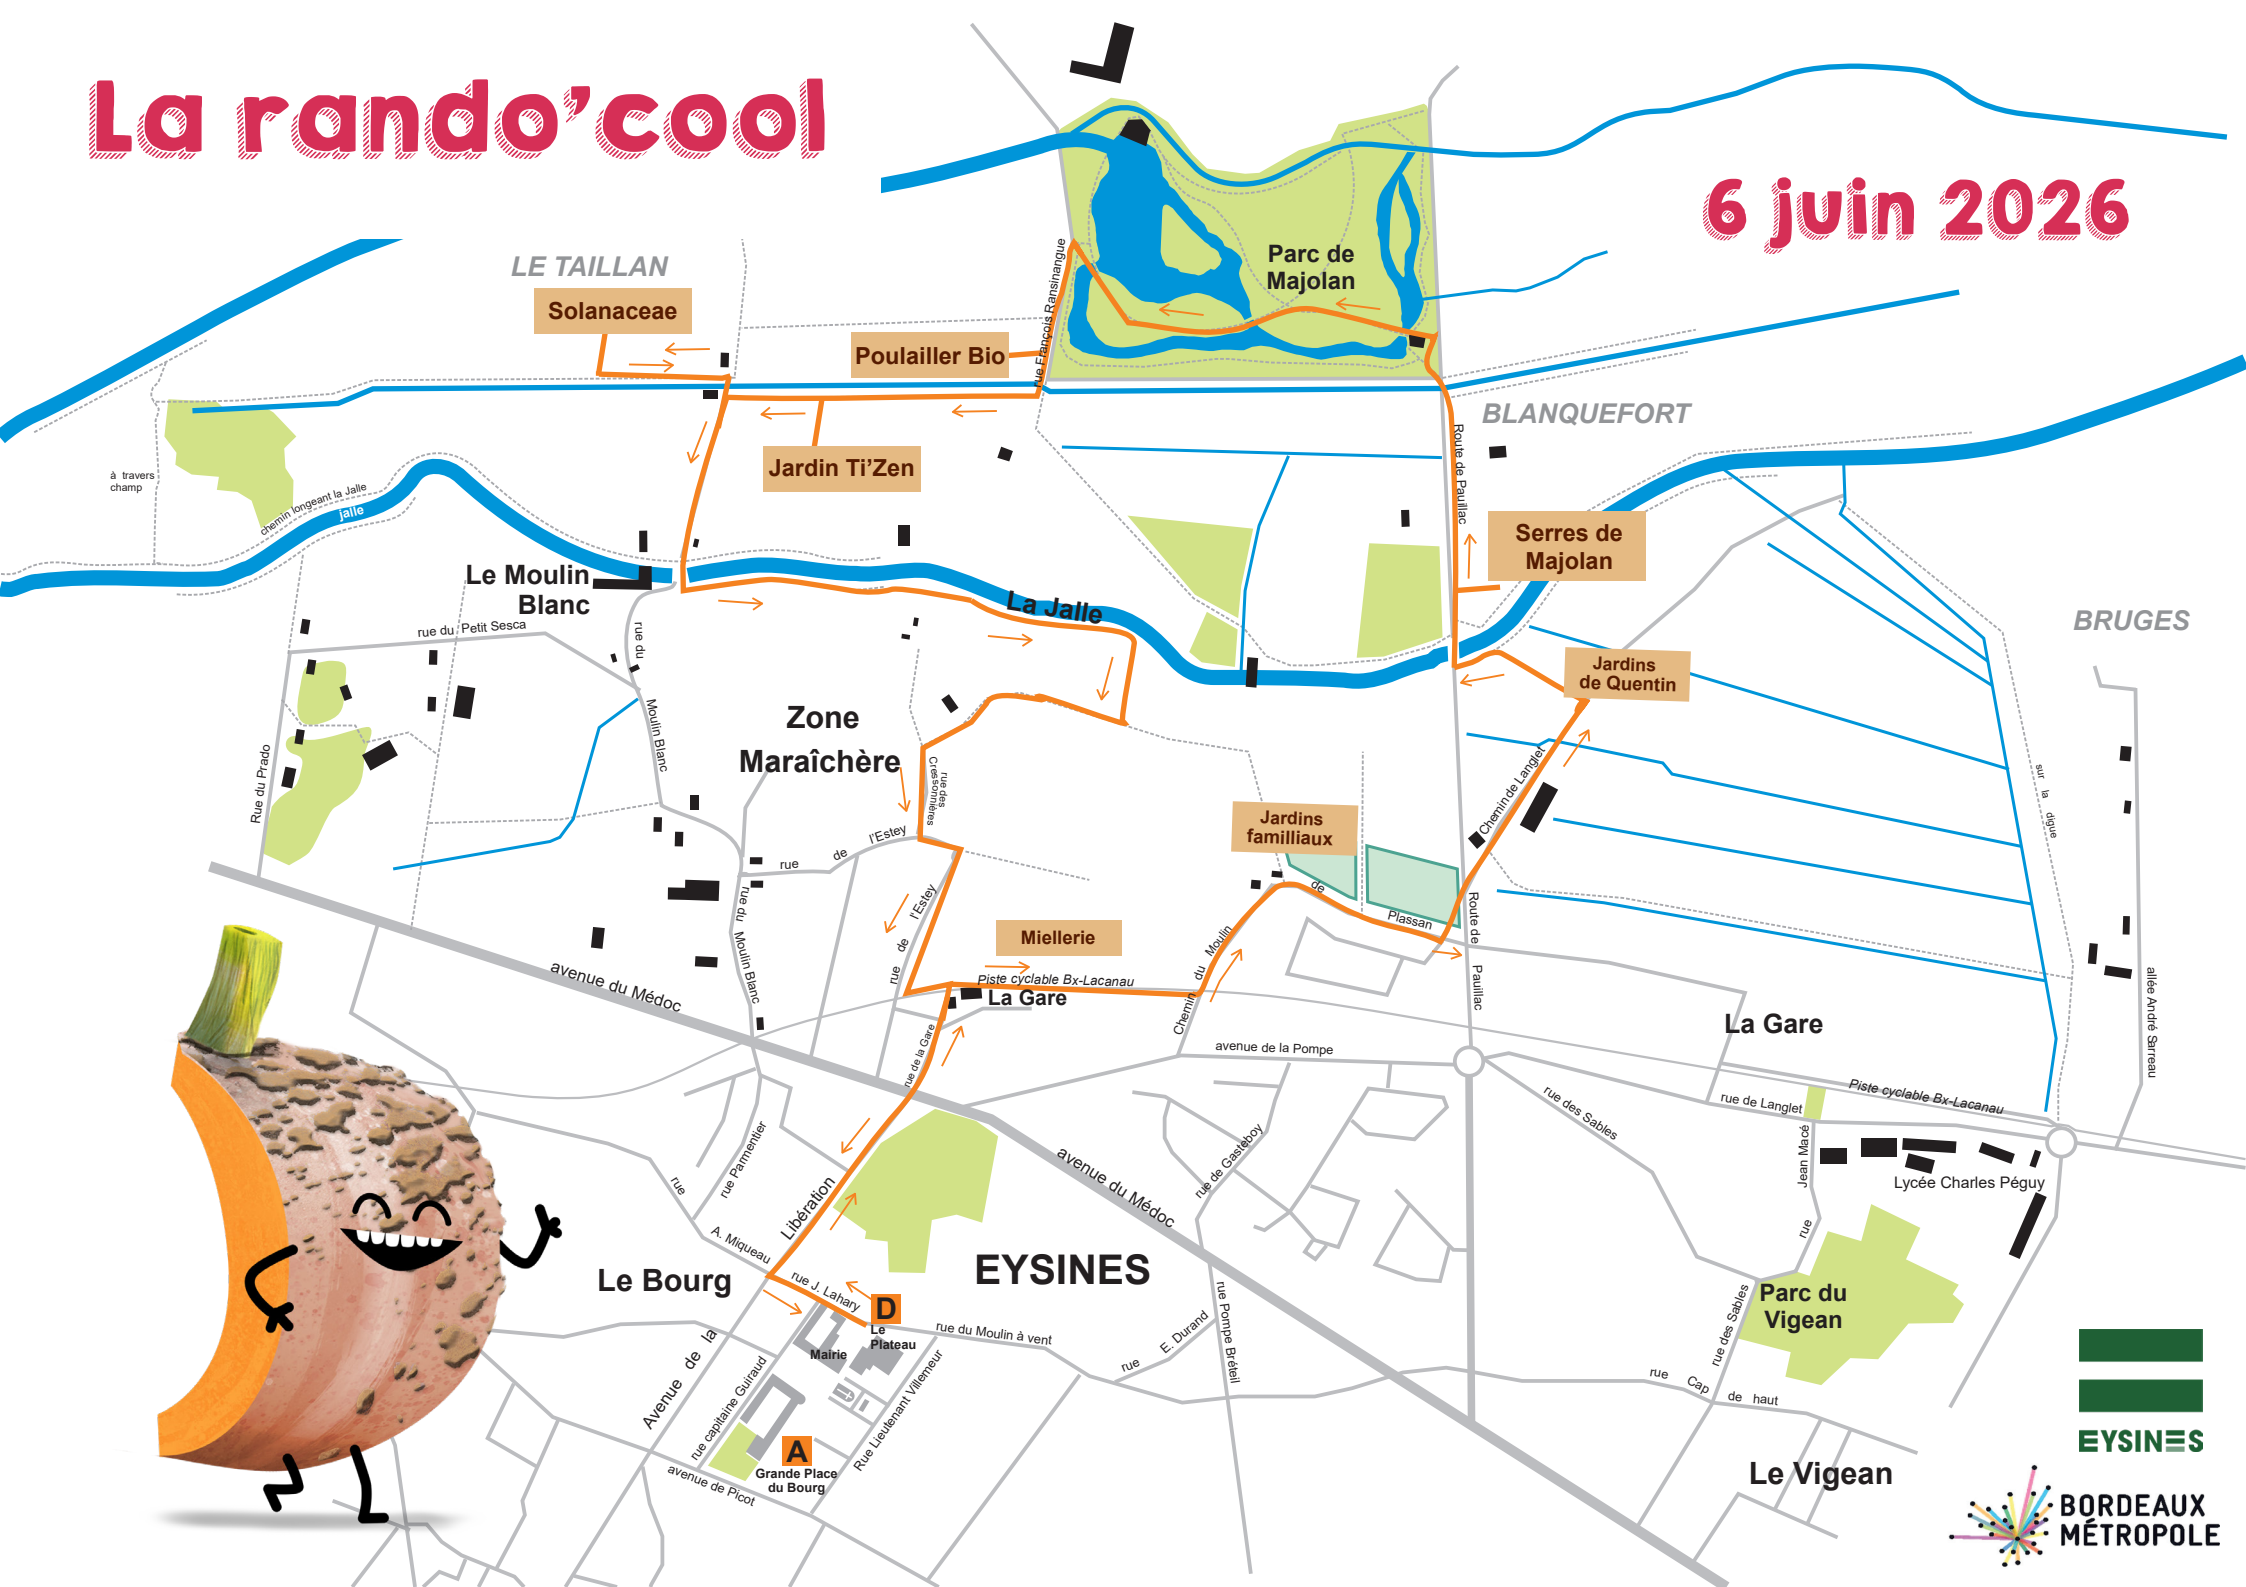 La rando'cool
6 juin 2026
LE TAILLAN
Solanaceae
Poulailler Bio
rue François Ransinangue
Parc de
Majolan
BLANQUEFORT
Jardin Ti'Zen
Route de Pauillac
Serres de
Majolan
à travers
champ
chemin longeant la Jalle
jalle
Le Moulin
Blanc
La Jalle
BRUGES
rue du Petit Sesca
rue du
Moulin Blanc
Jardins
de Quentin
Zone
Maraîchère
rue des
Cressonnières
Rue du Prado
Chemin de Langlet
sur la digue
Jardins
familliaux
rue de l'Estey
rue de l'Estey
rue du Moulin Blanc
Miellerie
Chemin du Moulin de Plassan
Route de Pauillac
Piste cyclable Bx-Lacanau
La Gare
avenue du Médoc
rue de la Gare
allée André Sarreau
La Gare
avenue de la Pompe
Piste cyclable Bx-Lacanau
rue de Langlet
rue des Sables
rue Jean Macé
Lycée Charles Péguy
rue Parmentier
rue de Gasteboy
avenue du Médoc
rue
A. Miqueau
Libération
EYSINES
Le Bourg
rue J. Lahary
D
Le
Plateau
Mairie
rue du Moulin à vent
rue E. Durand
rue Pompe Bréteil
Parc du
Vigean
rue des Sables
rue Cap de haut
Avenue de la
rue capitaine Guiraud
Rue Lieutenant Villemeur
A
Grande Place
du Bourg
avenue de Picot
Le Vigean
EYSINES
BORDEAUX
MÉTROPOLE